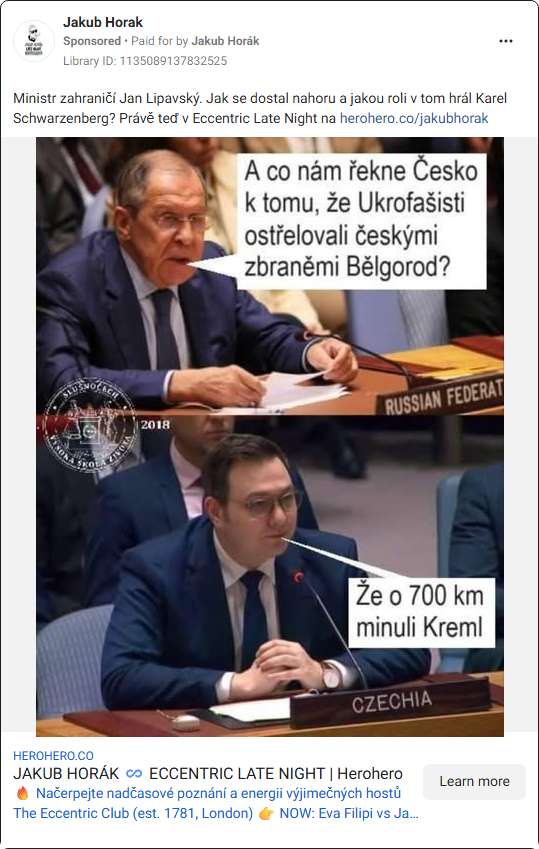 Jakub Horak
Sponsored • Paid for by Jakub Horák
Library ID: 1135089137832525
Ministr zahraničí Jan Lipavský. Jak se dostal nahoru a jakou roli v tom hrál Karel
Schwarzenberg? Právě teď v Eccentric Late Night na herohero.co/jakubhorak
A co nám řekne Česko
k tomu, že Ukrofašisti
ostřelovali českými
zbraněmi Bělgorod?
RUSSIAN FEDERAT
SLUŠNOČECH
2018
VYSOKÁ ŠKOLA ŽIVOTA
Že o 700 km
minuli Kreml
CZECHIA
HEROHERO.CO
JAKUB HORÁK ♾️ ECCENTRIC LATE NIGHT | Herohero
🔥 Načerpejte nadčasové poznání a energii výjimečných hostů
The Eccentric Club (est. 1781, London) 👉 NOW: Eva Filipi vs Ja...
Learn more